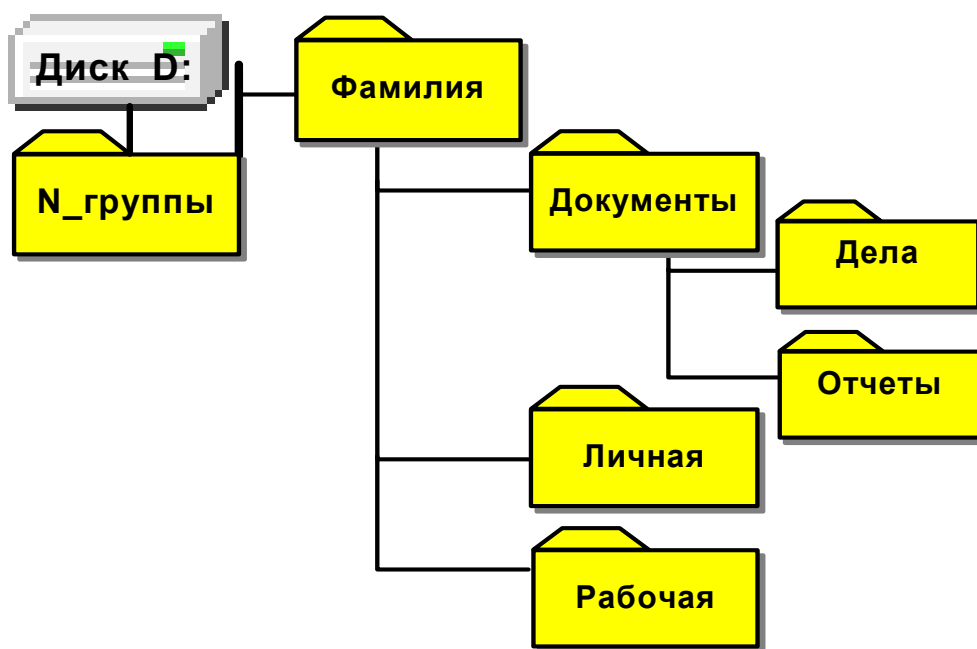 Диск D:
N_группы
Фамилия
Документы
Дела
Отчеты
Личная
Рабочая